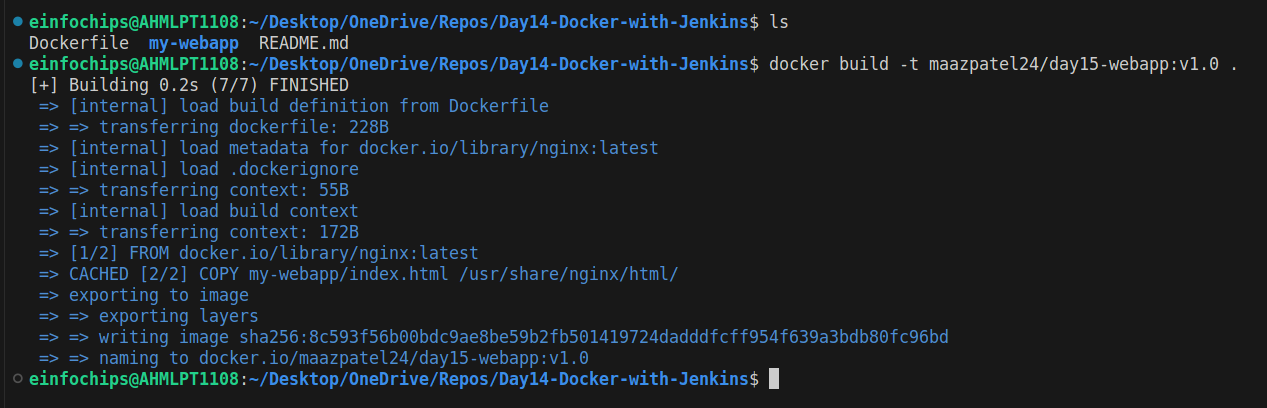 einfochips@AHMLPT1108:~/Desktop/OneDrive/Repos/Day14-Docker-with-Jenkins$ ls
Dockerfile  my-webapp  README.md
einfochips@AHMLPT1108:~/Desktop/OneDrive/Repos/Day14-Docker-with-Jenkins$ docker build -t maazpatel24/day15-webapp:v1.0 .
[+] Building 0.2s (7/7) FINISHED
=> [internal] load build definition from Dockerfile
=> => transferring dockerfile: 228B
=> [internal] load metadata for docker.io/library/nginx:latest
=> [internal] load .dockerignore
=> => transferring context: 55B
=> [internal] load build context
=> => transferring context: 172B
=> [1/2] FROM docker.io/library/nginx:latest
=> CACHED [2/2] COPY my-webapp/index.html /usr/share/nginx/html/
=> exporting to image
=> => exporting layers
=> => writing image sha256:8c593f56b00bdc9ae8be59b2fb501419724dadddfcff954f639a3bdb80fc96bd
=> => naming to docker.io/maazpatel24/day15-webapp:v1.0
einfochips@AHMLPT1108:~/Desktop/OneDrive/Repos/Day14-Docker-with-Jenkins$